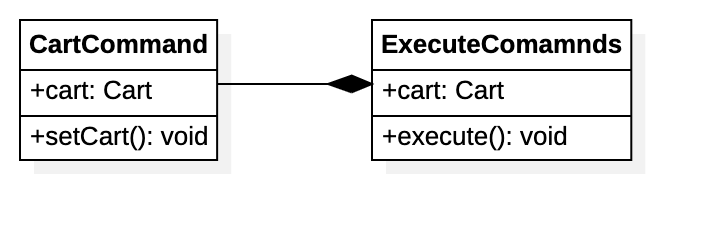 CartCommand
+cart: Cart
+setCart(): void
ExecuteComamnds
+cart: Cart
+execute(): void